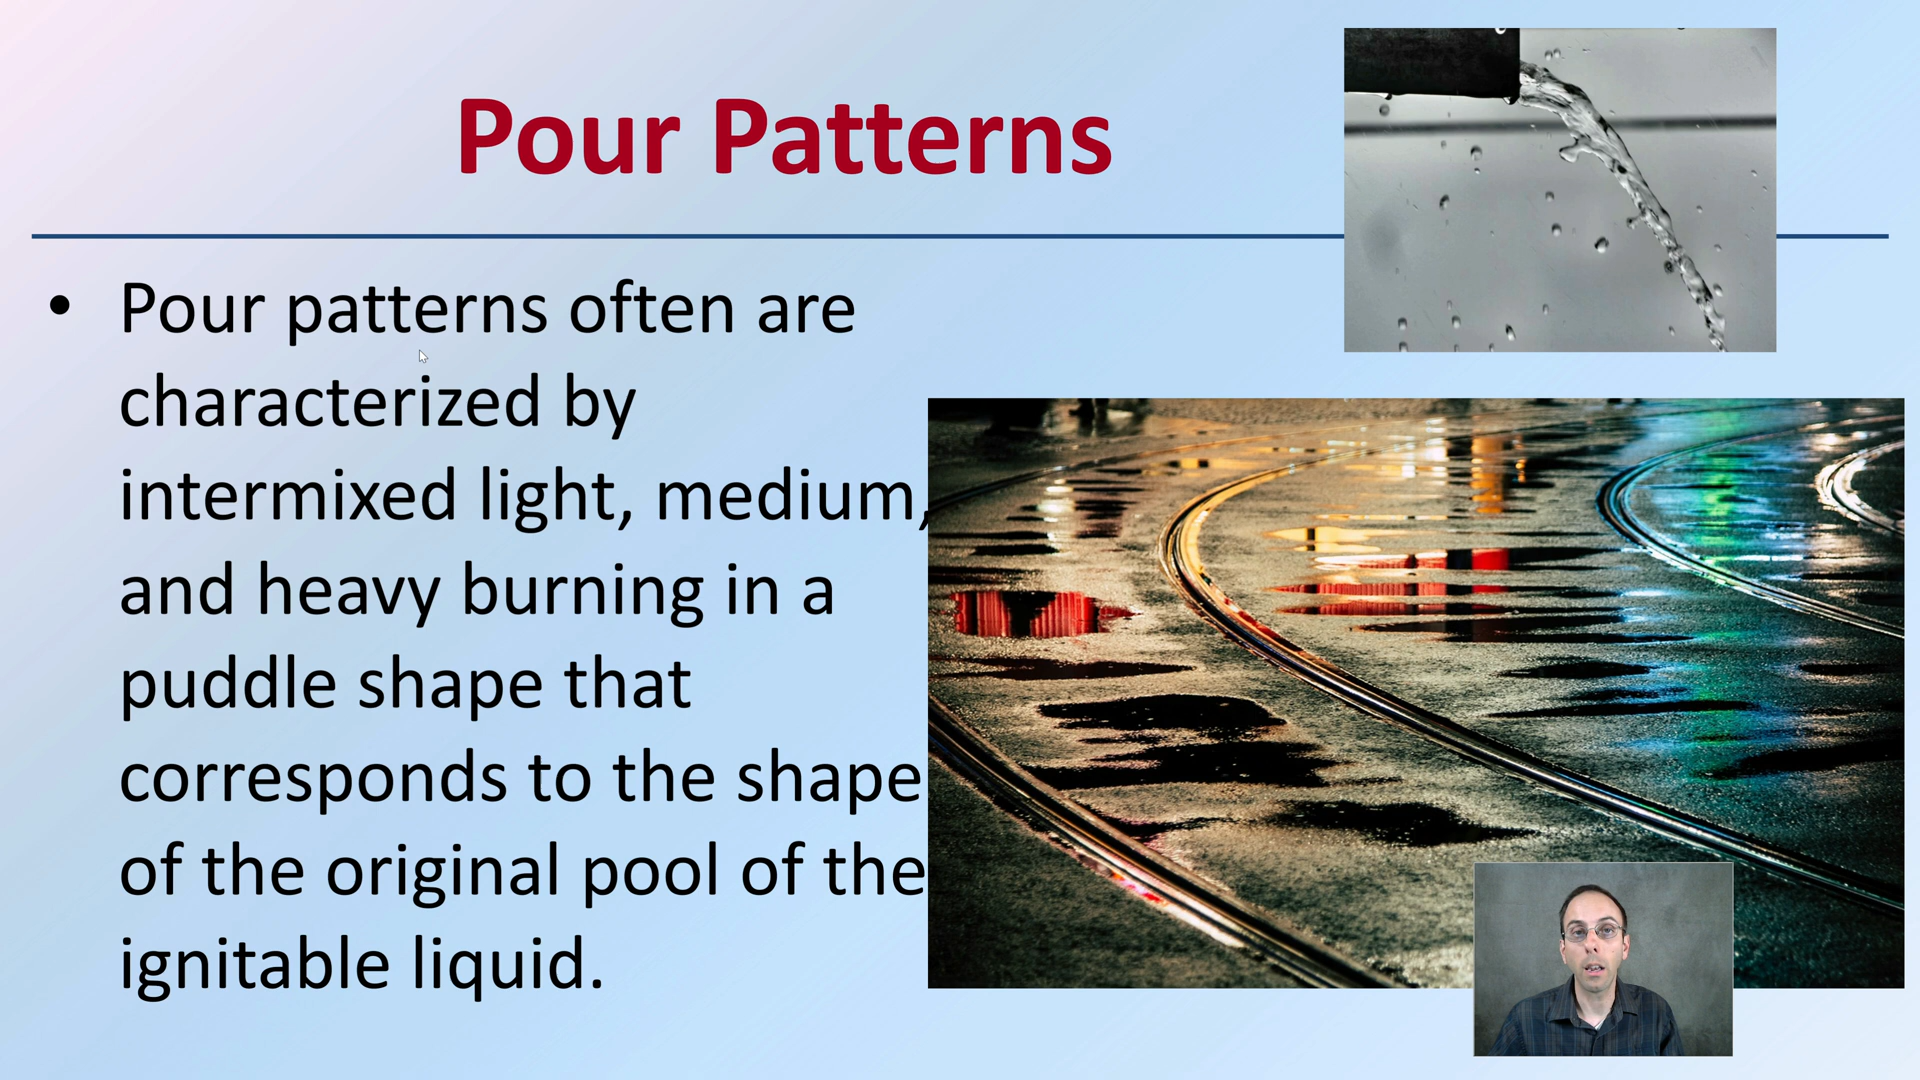 Pour Patterns
• Pour patterns often are
characterized by
intermixed light, medium,
and heavy burning in a
puddle shape that
corresponds to the shape
of the original pool of the
ignitable liquid.